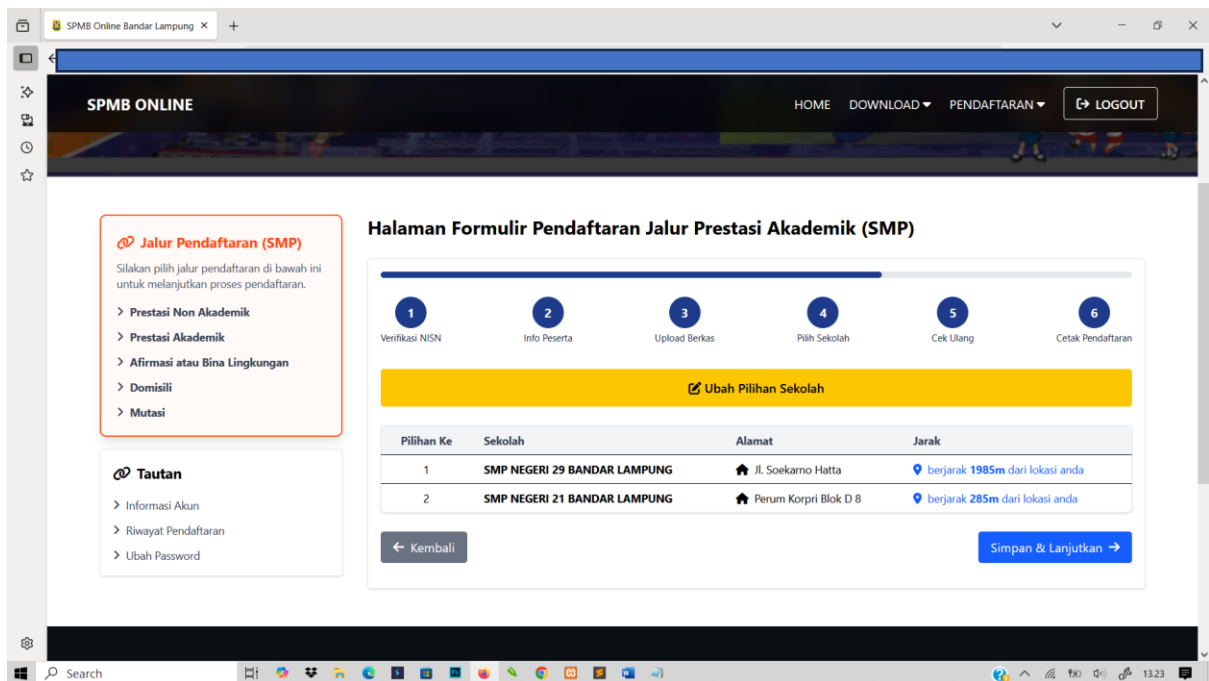 SPMB Online Bandar Lampung
SPMB ONLINE
HOME DOWNLOAD PENDAFTARAN LOGOUT
Jalur Pendaftaran (SMP)
Silakan pilih jalur pendaftaran di bawah ini
untuk melanjutkan proses pendaftaran.
Prestasi Non Akademik
Prestasi Akademik
Afirmasi atau Bina Lingkungan
Domisili
Mutasi
Tautan
Informasi Akun
Riwayat Pendaftaran
Ubah Password
Halaman Formulir Pendaftaran Jalur Prestasi Akademik (SMP)
1 2 3 4 5 6
Verifikasi NISN Info Peserta Upload Berkas Pilih Sekolah Cek Ulang Cetak Pendaftaran
Ubah Pilihan Sekolah
Pilihan Ke Sekolah Alamat Jarak
1 SMP NEGERI 29 BANDAR LAMPUNG Jl. Soekarno Hatta berjarak 1985m dari lokasi anda
2 SMP NEGERI 21 BANDAR LAMPUNG Perum Korpri Blok D 8 berjarak 285m dari lokasi anda
Kembali Simpan & Lanjutkan
Search 13.23